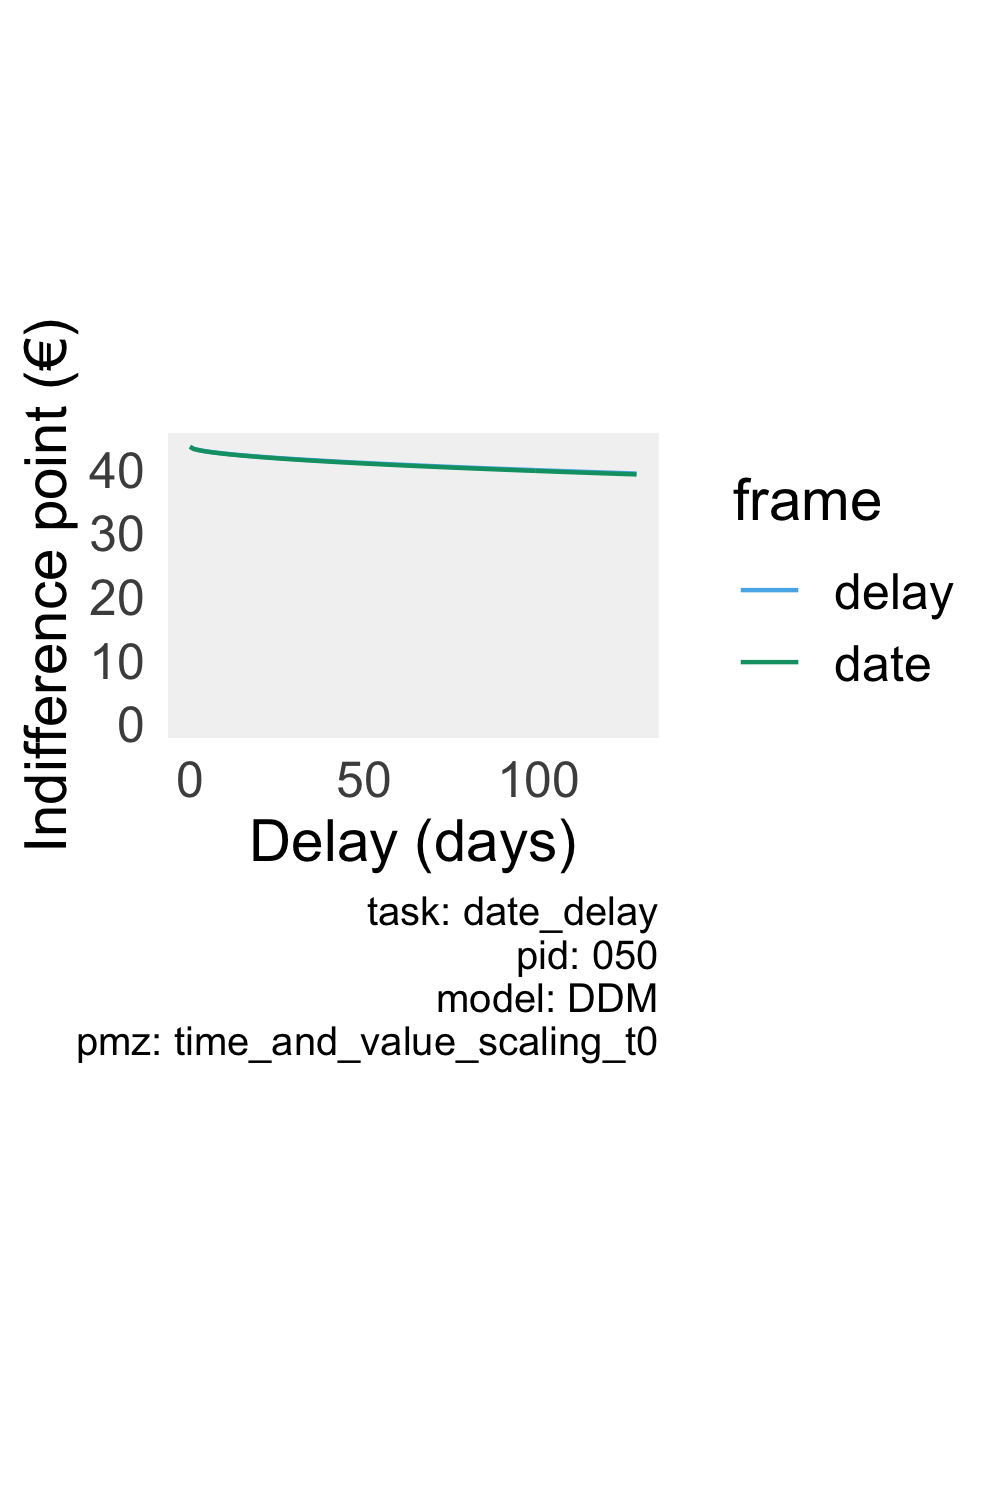 Indifference point (€)
40
30
20
10
0
0 50 100
Delay (days)
frame
delay
date
task: date_delay
pid: 050
model: DDM
pmz: time_and_value_scaling_t0